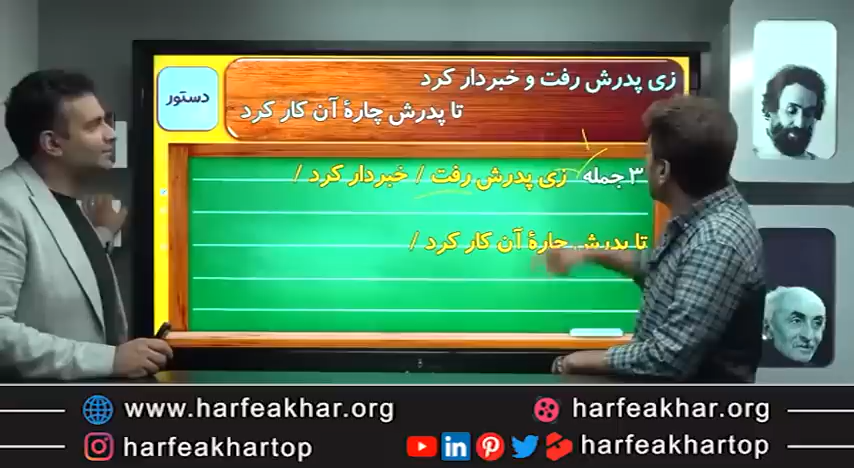 زی پدرش رفت و خبردار کرد
تا پدرش چارهٔ آن کار کرد
دستور
۳ جمله زی پدرش رفت / خبردار کرد /
تا پدرش چارهٔ آن کار کرد /
www.harfeakhar.org
harfeakhar.org
harfeakhartop
harfeakhartop